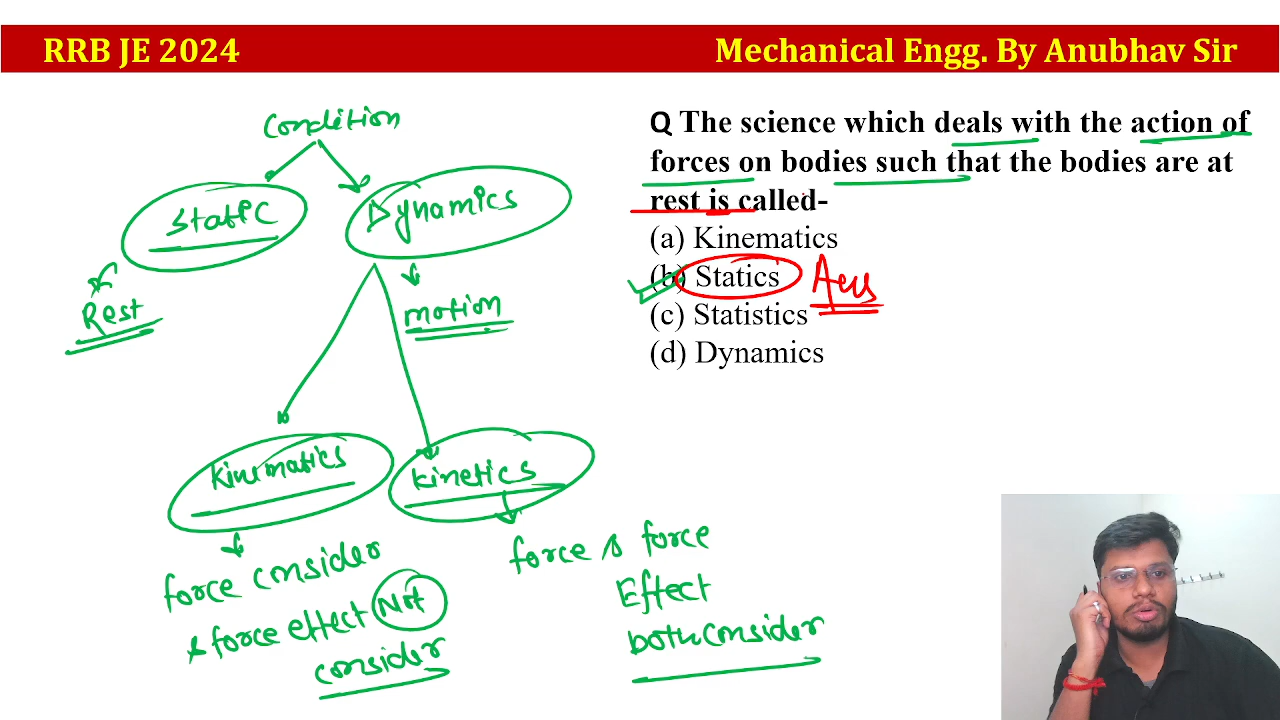 RRB JE 2024
Mechanical Engg. By Anubhav Sir
Condition
Static
Dynamics
Rest
motion
Kinematics
Kinetics
force consider
& force effect Not
consider
force & force
Effect
both consider
Q The science which deals with the action of
forces on bodies such that the bodies are at
rest is called-
(a) Kinematics
(b) Statics
Ans
(c) Statistics
(d) Dynamics